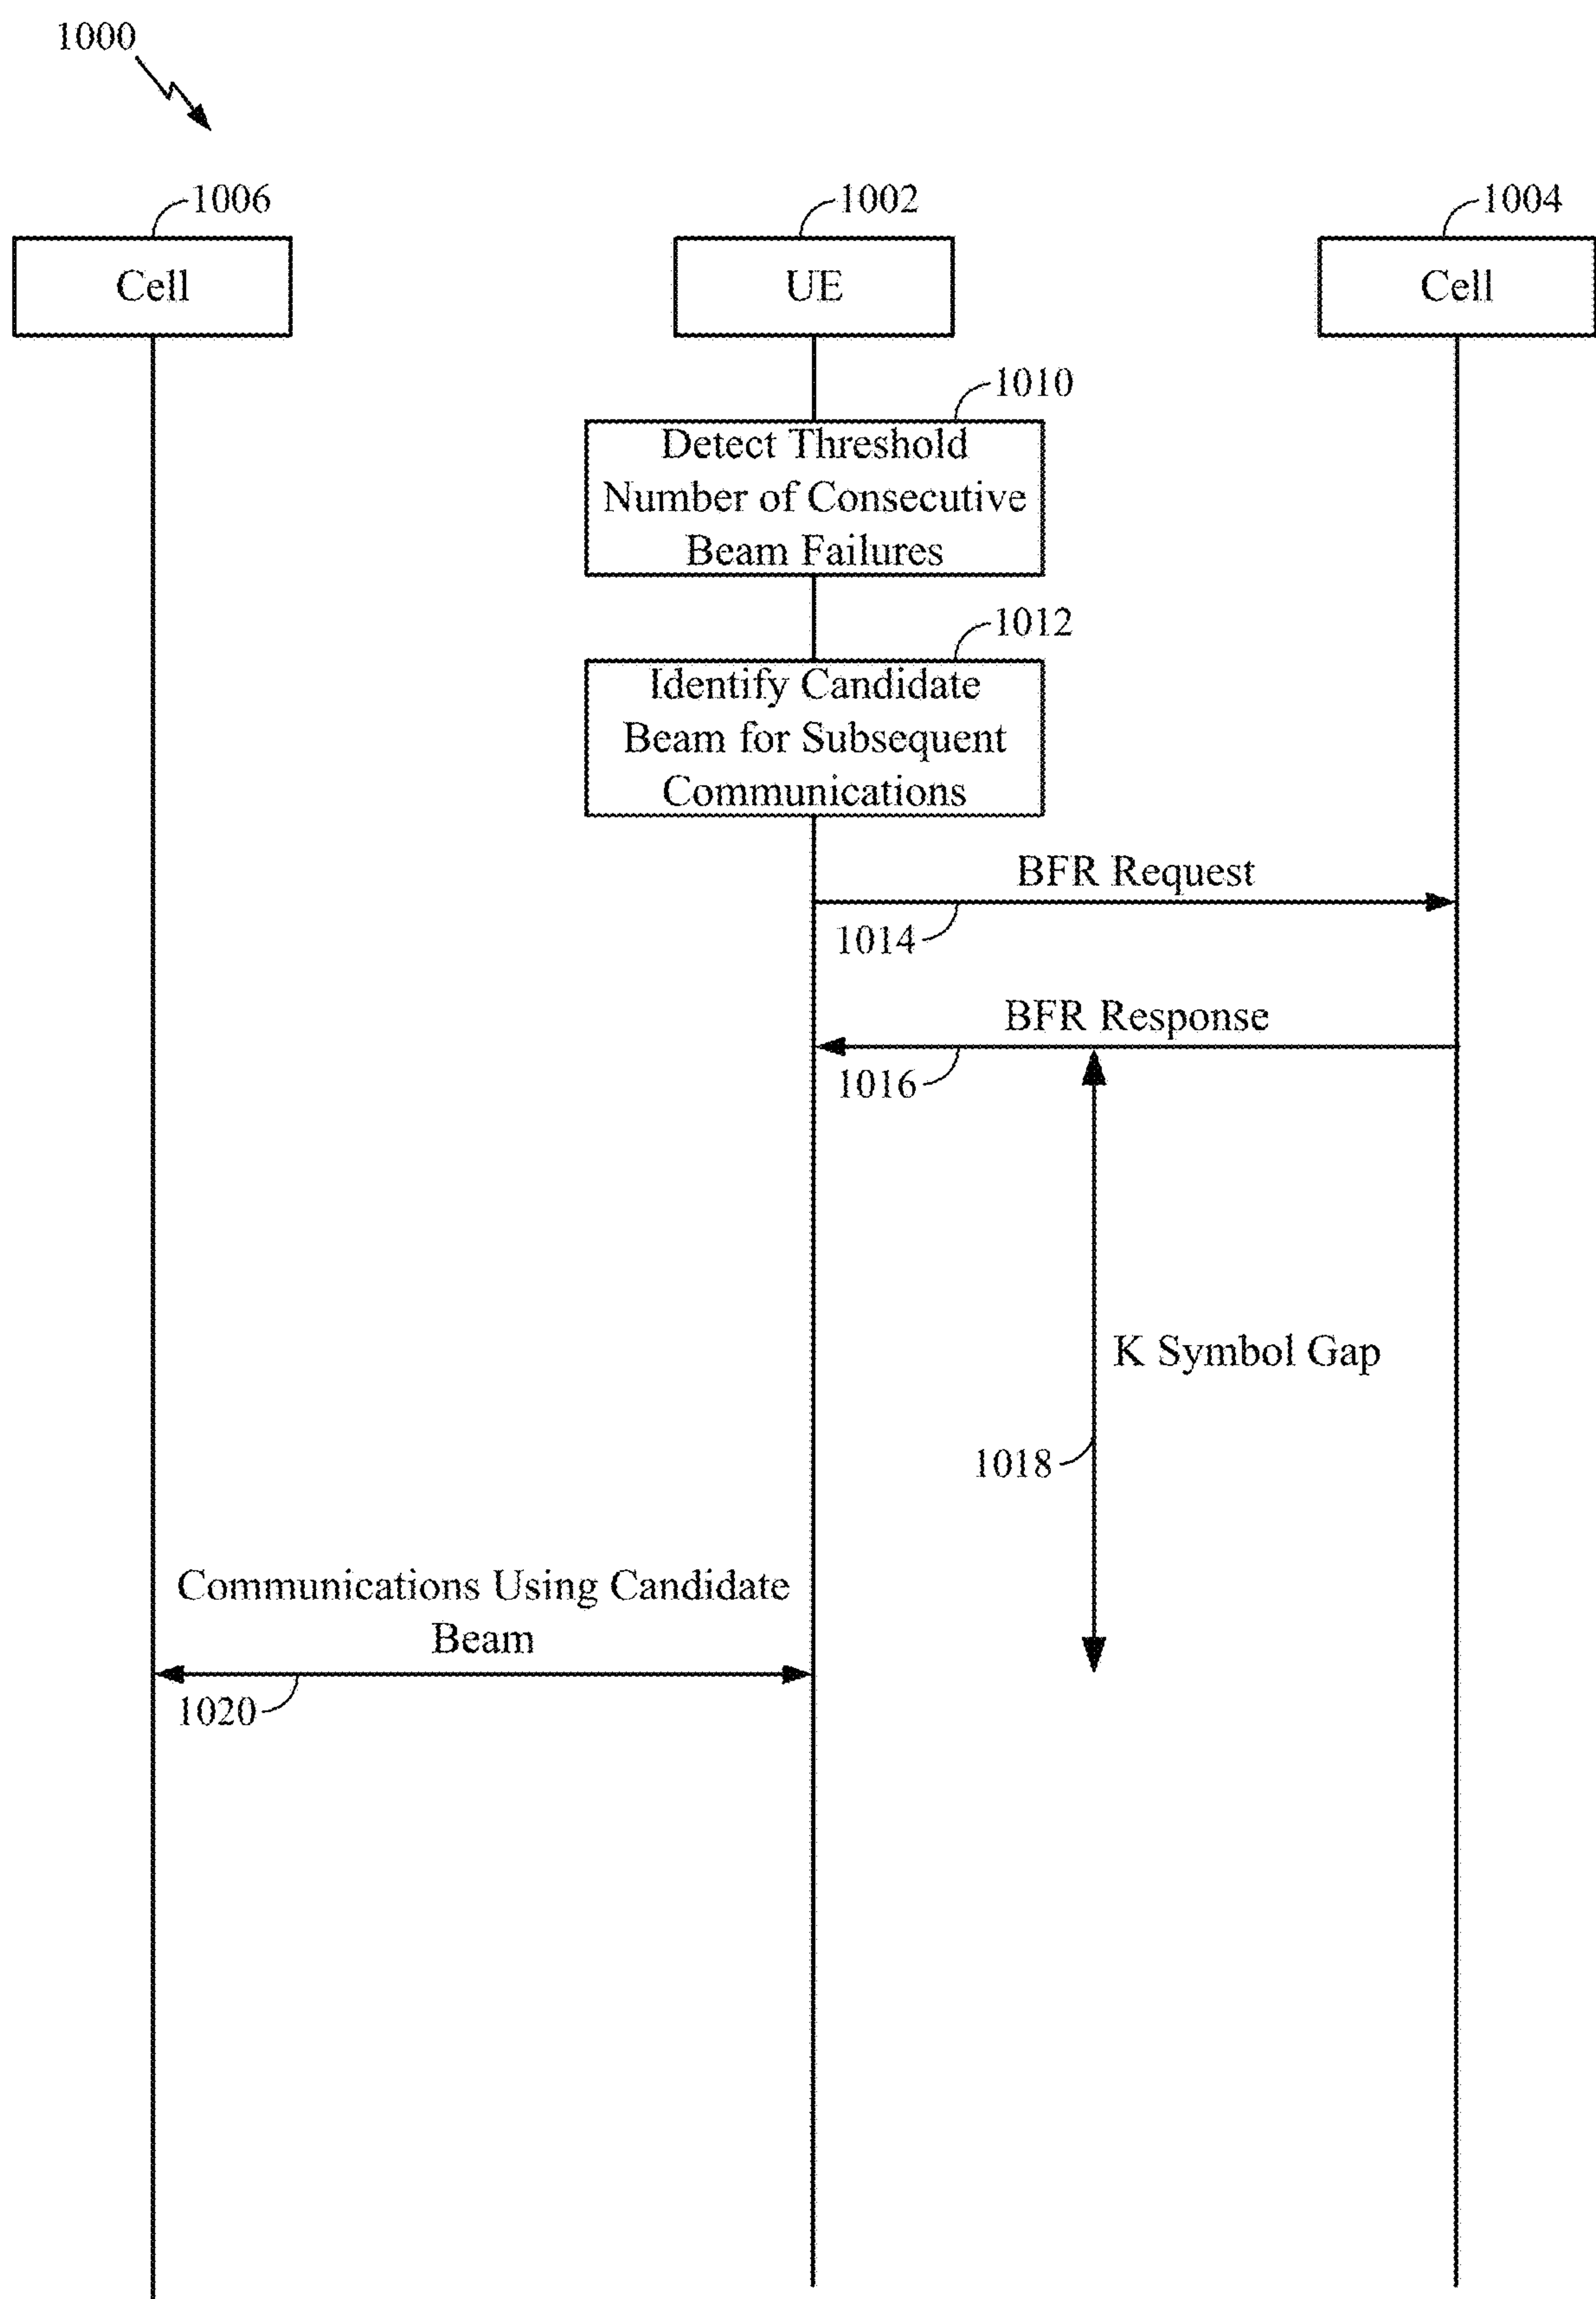 1000
1006
1002
1004
Cell
UE
Cell
1010
Detect Threshold
Number of Consecutive
Beam Failures
1012
Identify Candidate
Beam for Subsequent
Communications
BFR Request
1014
BFR Response
1016
K Symbol Gap
1018
Communications Using Candidate
Beam
1020